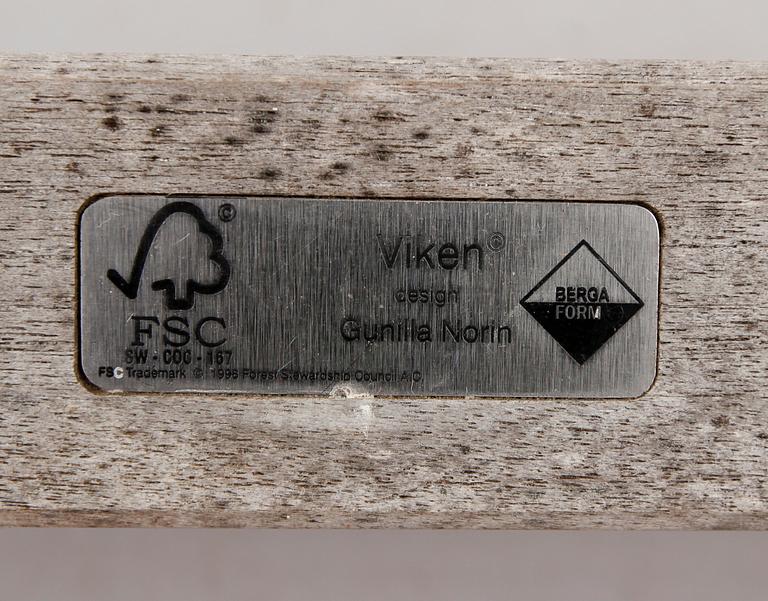 ©
FSC
SW - COC - 167
FSC Trademark © 1996 Forest Stewardship Council A.C.
Viken©
design
Gunilla Norin
BERGA
FORM